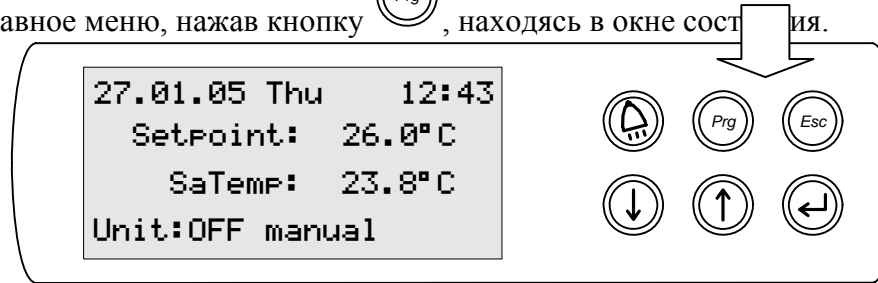 авное меню, нажав кнопку Prg, находясь в окне сост ия.
27.01.05 Thu 12:43
Setpoint: 26.0°C
SaTemp: 23.8°C
Unit:OFF manual
Prg Esc